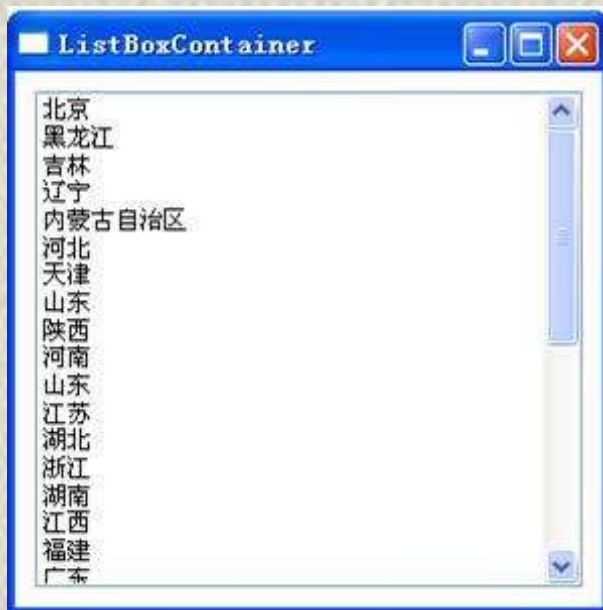 ListBoxContainer
北京
黑龙江
吉林
辽宁
内蒙古自治区
河北
天津
山东
陕西
河南
山东
江苏
湖北
浙江
湖南
江西
福建
广东